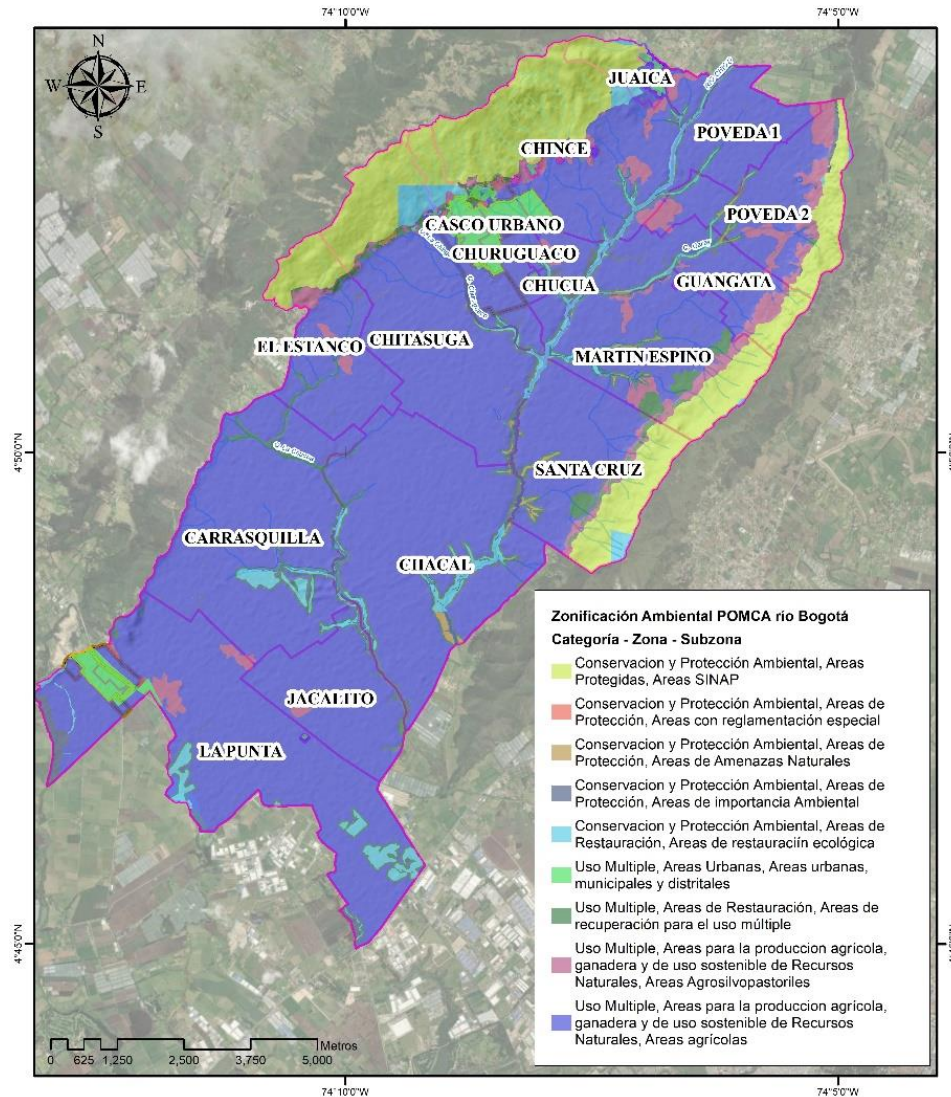 74°10'0"W
74°5'0"W
N
W
E
S
JUAICA
RÍO CHICÚ
POVEDA 1
CHINCE
POVEDA 2
CASCO URBANO
CHURUGUACO
GUANGATA
CHUCUA
CHITASUGA
EL ESTANCO
MARTIN ESPINO
4°50'0"N
Q. La Chucua
SANTA CRUZ
CARRASQUILLA
CHACAL
JACALITO
LA PUNTA
4°45'0"N
Zonificación Ambiental POMCA río Bogotá
Categoría - Zona - Subzona
Conservacion y Protección Ambiental, Areas
Protegidas, Areas SINAP
Conservacion y Protección Ambiental, Areas de
Protección, Areas con reglamentación especial
Conservacion y Protección Ambiental, Areas de
Protección, Areas de Amenazas Naturales
Conservacion y Protección Ambiental, Areas de
Protección, Areas de importancia Ambiental
Conservacion y Protección Ambiental, Areas de
Restauración, Areas de restauraciín ecológica
Uso Multiple, Areas Urbanas, Areas urbanas,
municipales y distritales
Uso Multiple, Areas de Restauración, Areas de
recuperación para el uso múltiple
Uso Multiple, Areas para la produccion agrícola,
ganadera y de uso sostenible de Recursos
Naturales, Areas Agrosilvopastoriles
Uso Multiple, Areas para la produccion agrícola,
ganadera y de uso sostenible de Recursos
Naturales, Areas agrícolas
Metros
0 625 1,250 2,500 3,750 5,000
74°10'0"W
74°5'0"W